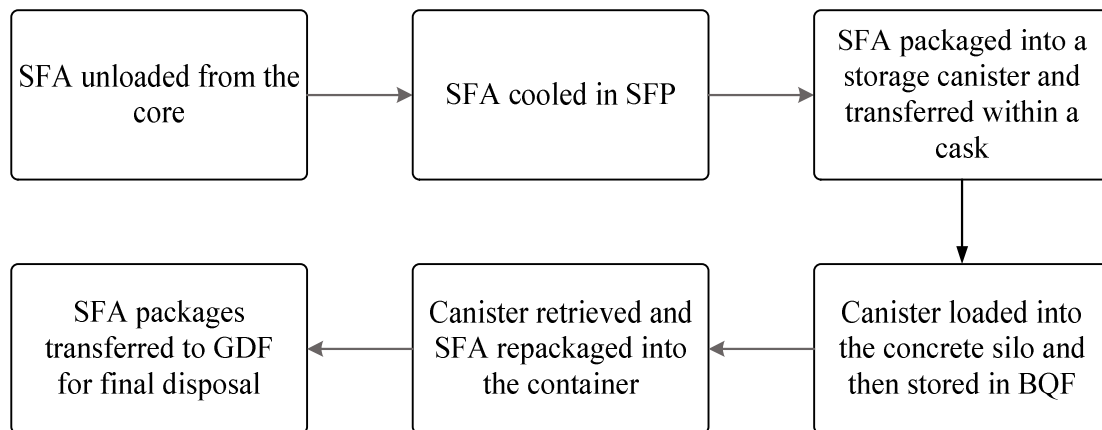 SFA unloaded from the
core
SFA cooled in SFP
SFA packaged into a
storage canister and
transferred within a
cask
Canister loaded into
the concrete silo and
then stored in BQF
Canister retrieved and
SFA repackaged into
the container
SFA packages
transferred to GDF
for final disposal